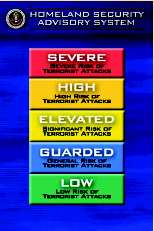 HOMELAND SECURITY
ADVISORY SYSTEM
SEVERE
SEVERE RISK OF
TERRORIST ATTACKS
HIGH
HIGH RISK OF
TERRORIST ATTACKS
ELEVATED
SIGNIFICANT RISK OF
TERRORIST ATTACKS
GUARDED
GENERAL RISK OF
TERRORIST ATTACKS
LOW
LOW RISK OF
TERRORIST ATTACKS